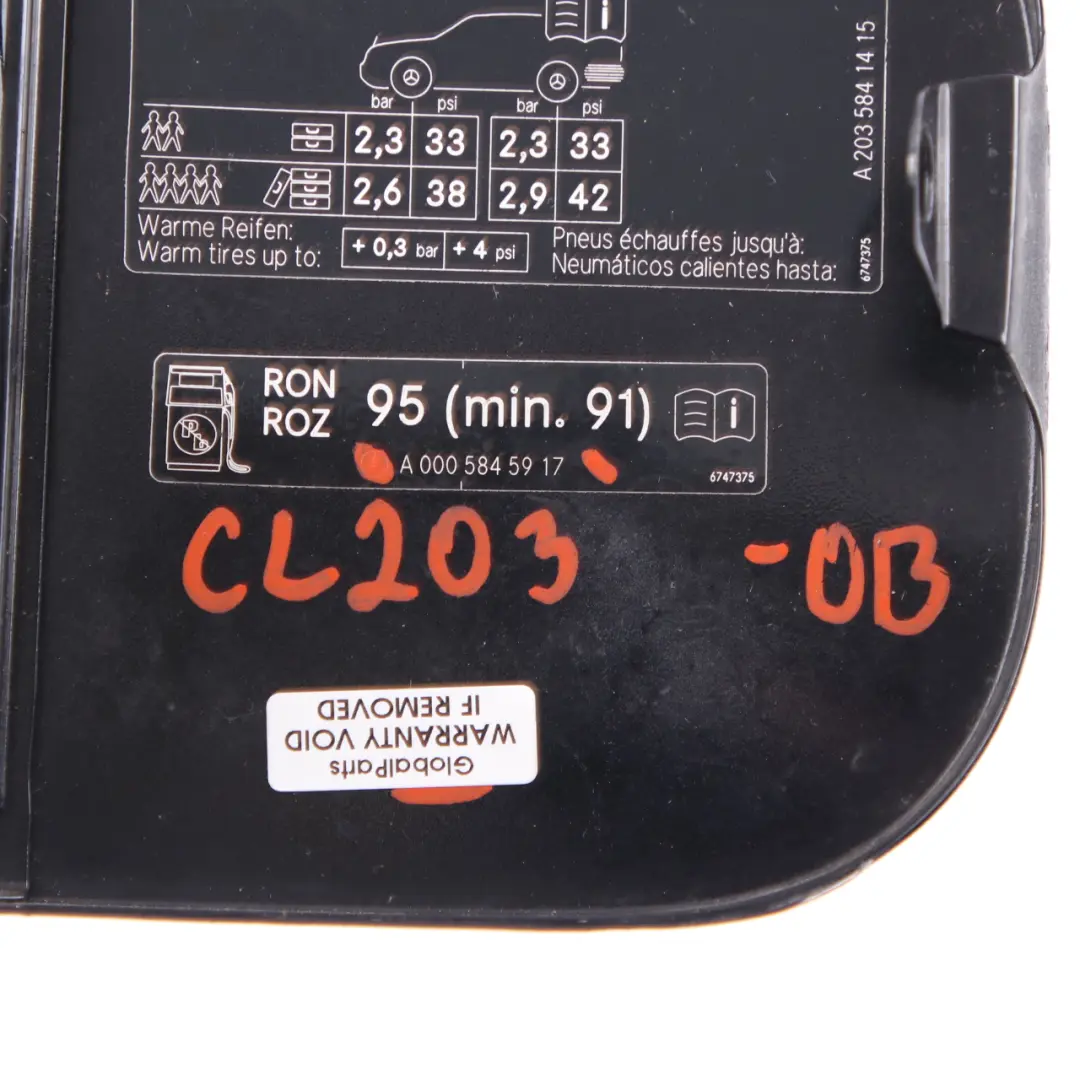 i
bar psi bar psi
2,3 33 2,3 33
2,6 38 2,9 42
Warme Reifen:
Warm tires up to:
+ 0,3 bar + 4 psi
Pneus échauffes jusqu'à:
Neumáticos calientes hasta:
6747375
A 203 584 14 15
RON
ROZ
95 (min. 91)
i
Pb
A 000 584 59 17
6747375
CL203 -OB
GlobalParts
WARRANTY VOID
IF REMOVED